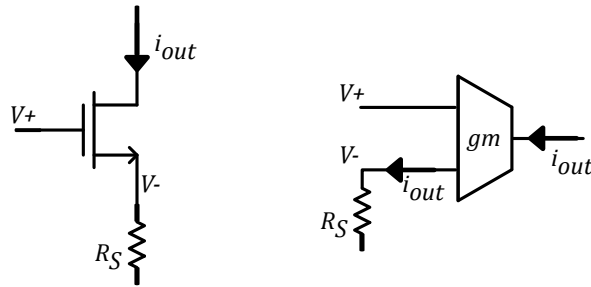 i_out
V+
V-
R_S
V+
gm
V-
i_out
i_out
R_S